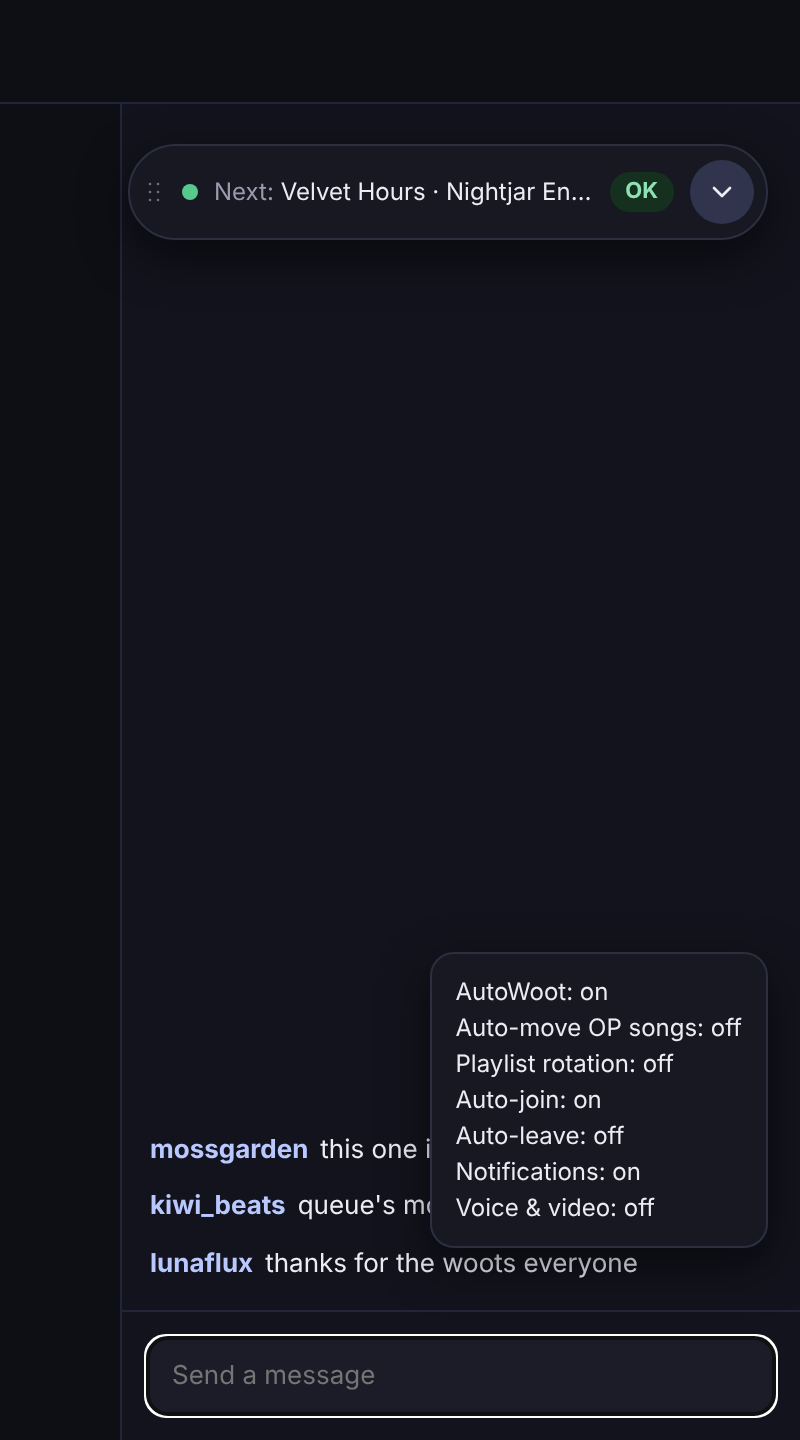 Next: Velvet Hours · Nightjar En... OK
AutoWoot: on
Auto-move OP songs: off
Playlist rotation: off
Auto-join: on
Auto-leave: off
Notifications: on
Voice & video: off
mossgarden this one
kiwi_beats queue's
lunaflux thanks for the woots everyone
Send a message